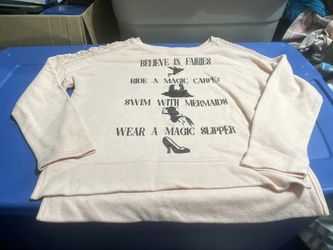 BELIEVE IN FAIRIES
RIDE A MAGIC CARPET
SWIM WITH MERMAIDS
WEAR A MAGIC SLIPPER